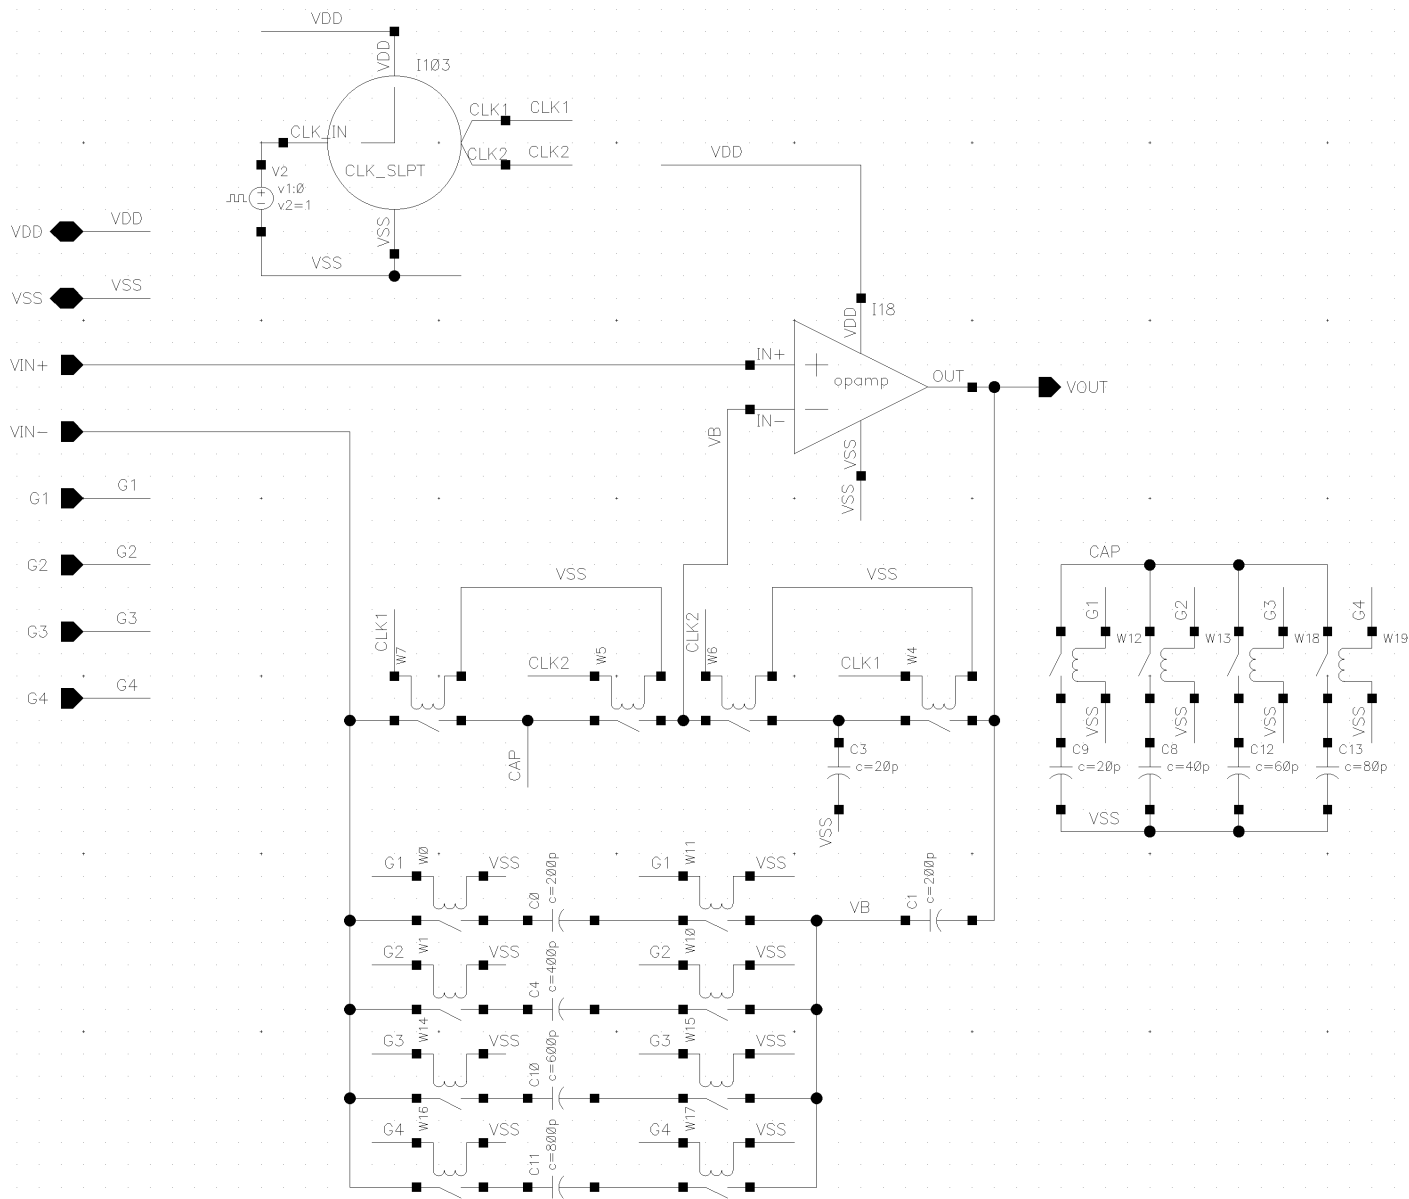 VDD
VDD
I103
CLK1
CLK1
CLK_IN
CLK2
CLK2
VDD
CLK_SLPT
V2
v1:0
v2=1
VDD
VDD
VSS
VSS
VSS
VSS
I18
VDD
VIN+
IN+
opamp
OUT
VOUT
VIN-
IN-
VB
VSS
VSS
G1
G1
G2
G2
G3
G3
G4
G4
VSS
VSS
CLK1
W7
CLK2
W5
CLK2
W6
CLK1
W4
CAP
C3
c=20p
VSS
CAP
G1
G2
G3
G4
W12
W13
W18
W19
VSS
VSS
VSS
VSS
C9
c=20p
C8
c=40p
C12
c=60p
C13
c=80p
VSS
G1
W0
VSS
G1
W11
VSS
C0
c=200p
VB
C1
c=200p
G2
W1
VSS
G2
W10
VSS
C4
c=400p
G3
W14
VSS
G3
W15
VSS
C10
c=600p
G4
W16
VSS
G4
W17
VSS
C11
c=800p